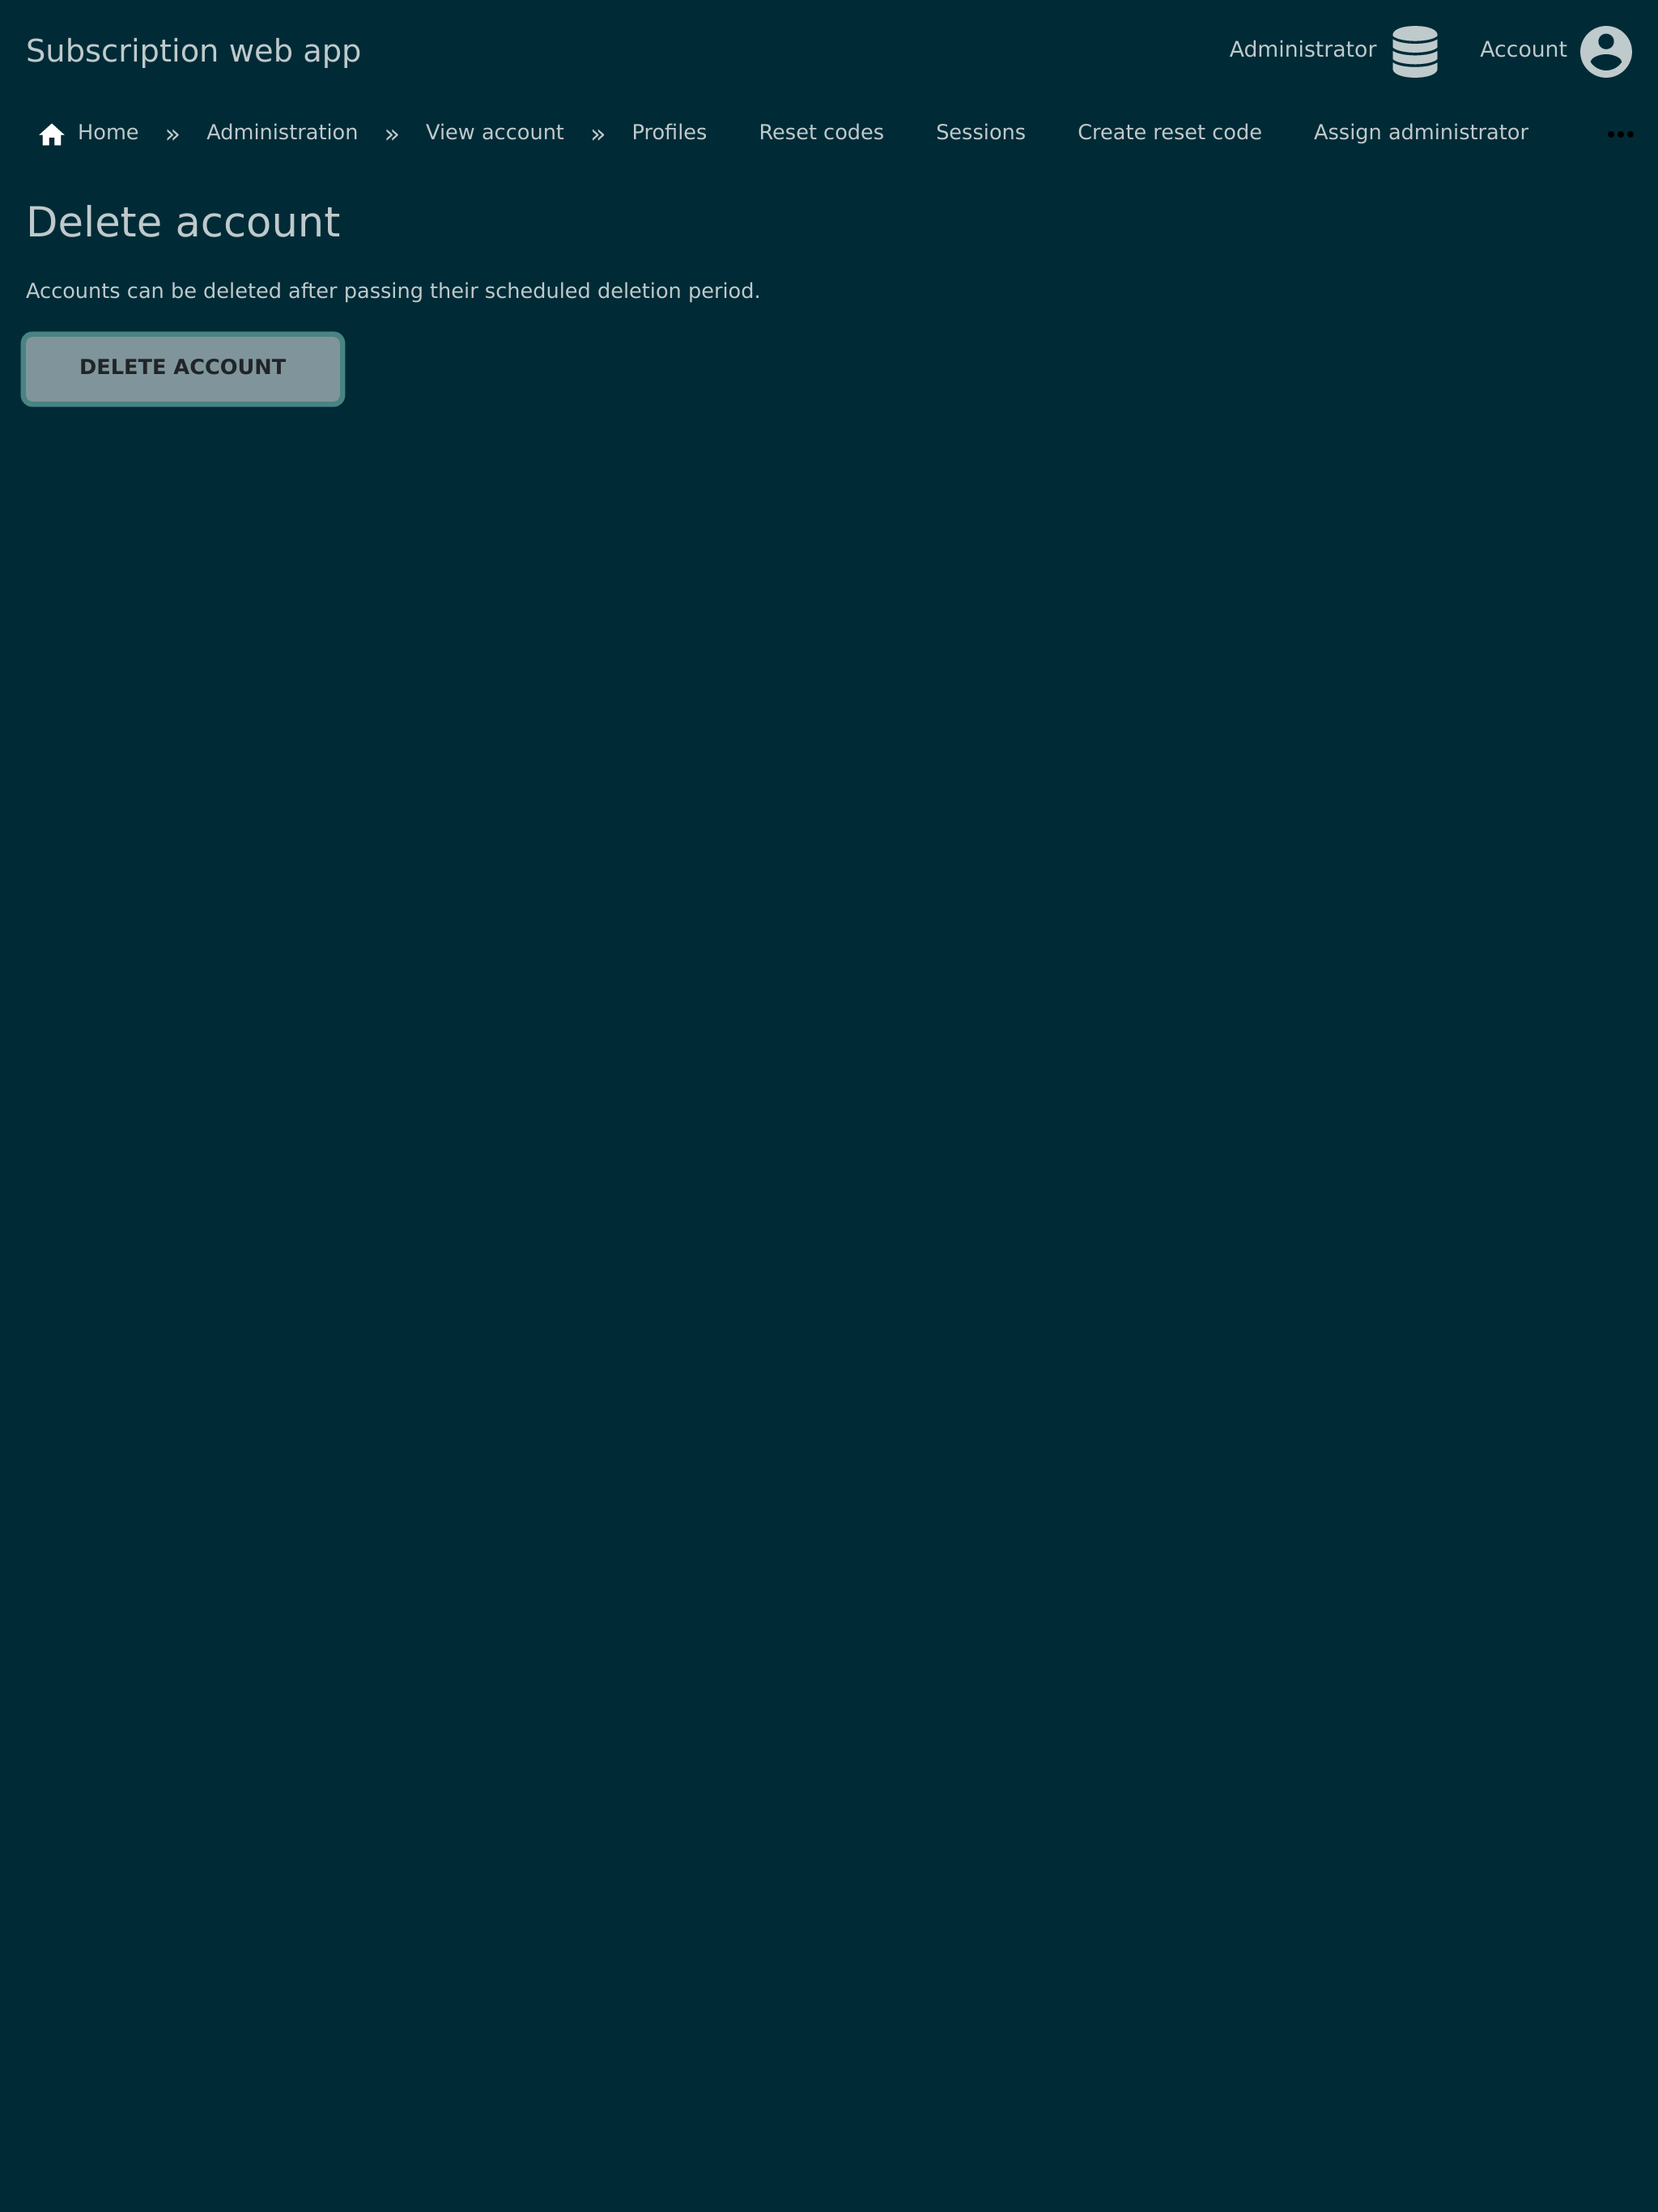 Subscription web app
Administrator Account
Home » Administration » View account » Profiles Reset codes Sessions Create reset code Assign administrator •••
Delete account
Accounts can be deleted after passing their scheduled deletion period.
DELETE ACCOUNT